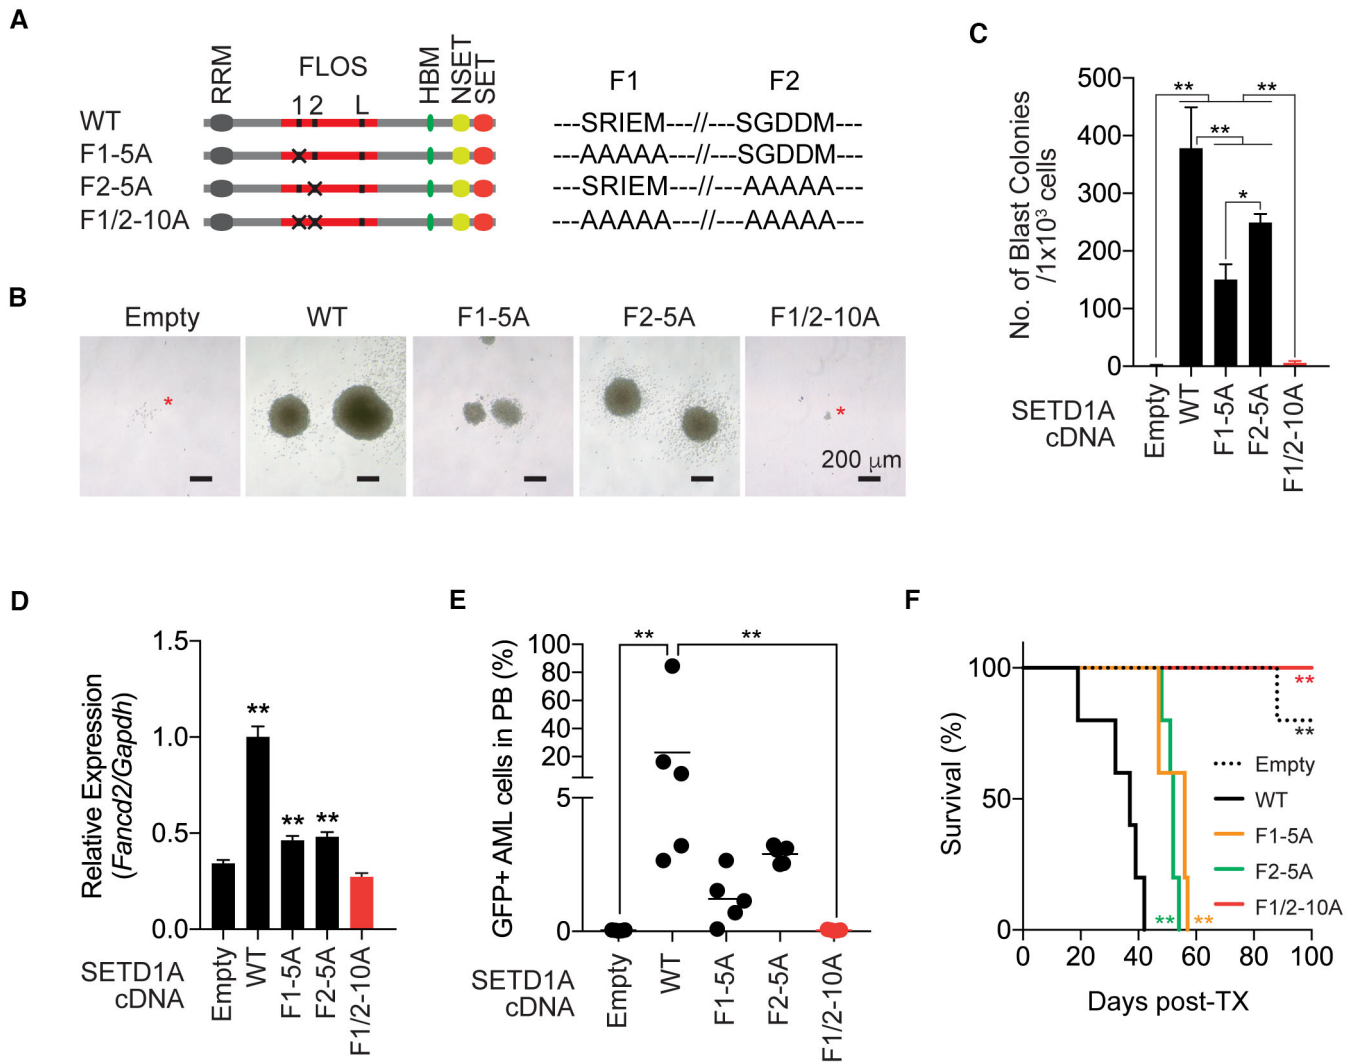 A
RRM
FLOS
HBM
NSET
SET
1 2 L
F1 F2
WT
---SRIEM---//---SGDDM---
F1-5A
---AAAAA---//---SGDDM---
F2-5A
---SRIEM---//---AAAAA---
F1/2-10A
---AAAAA---//---AAAAA---
B
Empty WT F1-5A F2-5A F1/2-10A
*
*
200 μm
C
No. of Blast Colonies
/1x10³ cells
500
400
300
200
100
0
** **
**
*
SETD1A
cDNA
Empty
WT
F1-5A
F2-5A
F1/2-10A
D
Relative Expression
(Fancd2/Gapdh)
1.5
1.0
0.5
0.0
**
** **
SETD1A
cDNA
Empty
WT
F1-5A
F2-5A
F1/2-10A
E
GFP+ AML cells in PB (%)
100
80
60
40
20
5
0
** **
SETD1A
cDNA
Empty
WT
F1-5A
F2-5A
F1/2-10A
F
Survival (%)
100
50
0
**
**
Empty
WT
F1-5A
F2-5A
F1/2-10A
** **
0 20 40 60 80 100
Days post-TX